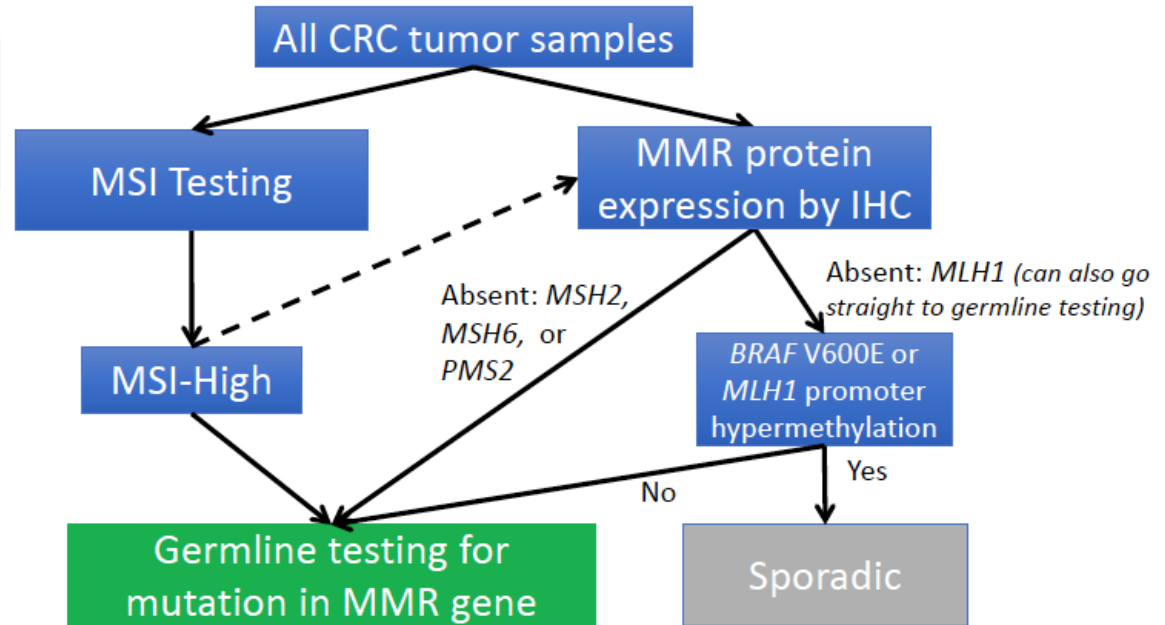 All CRC tumor samples
MSI Testing
MMR protein
expression by IHC
Absent: MLH1 (can also go
straight to germline testing)
Absent: MSH2,
MSH6, or
PMS2
MSI-High
BRAF V600E or
MLH1 promoter
hypermethylation
No
Yes
Germline testing for
mutation in MMR gene
Sporadic